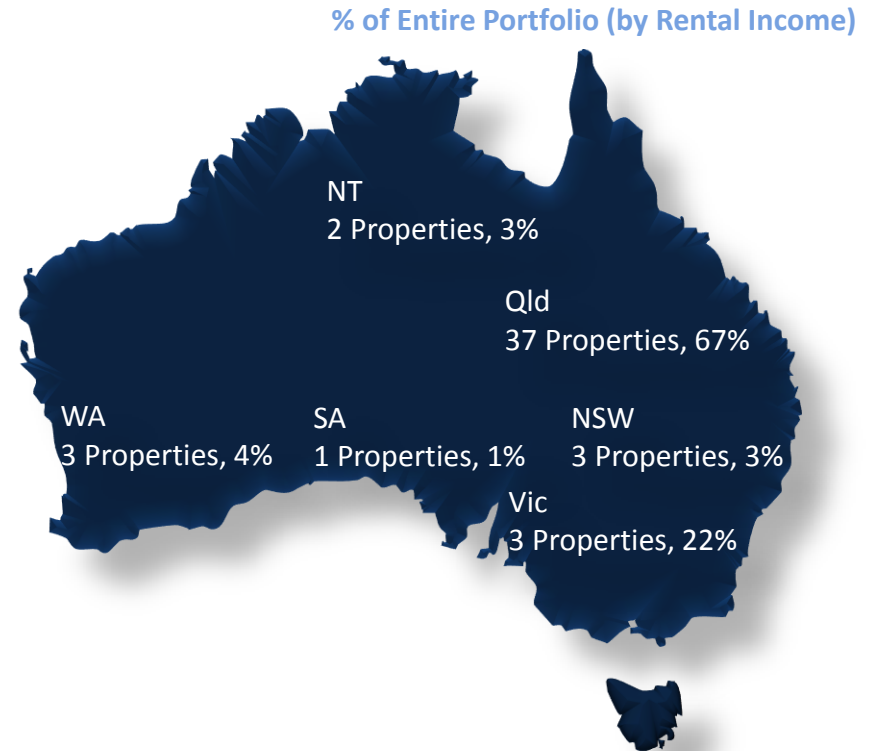 % of Entire Portfolio (by Rental Income)
NT
2 Properties, 3%
Qld
37 Properties, 67%
WA
3 Properties, 4%
SA
1 Properties, 1%
NSW
3 Properties, 3%
Vic
3 Properties, 22%